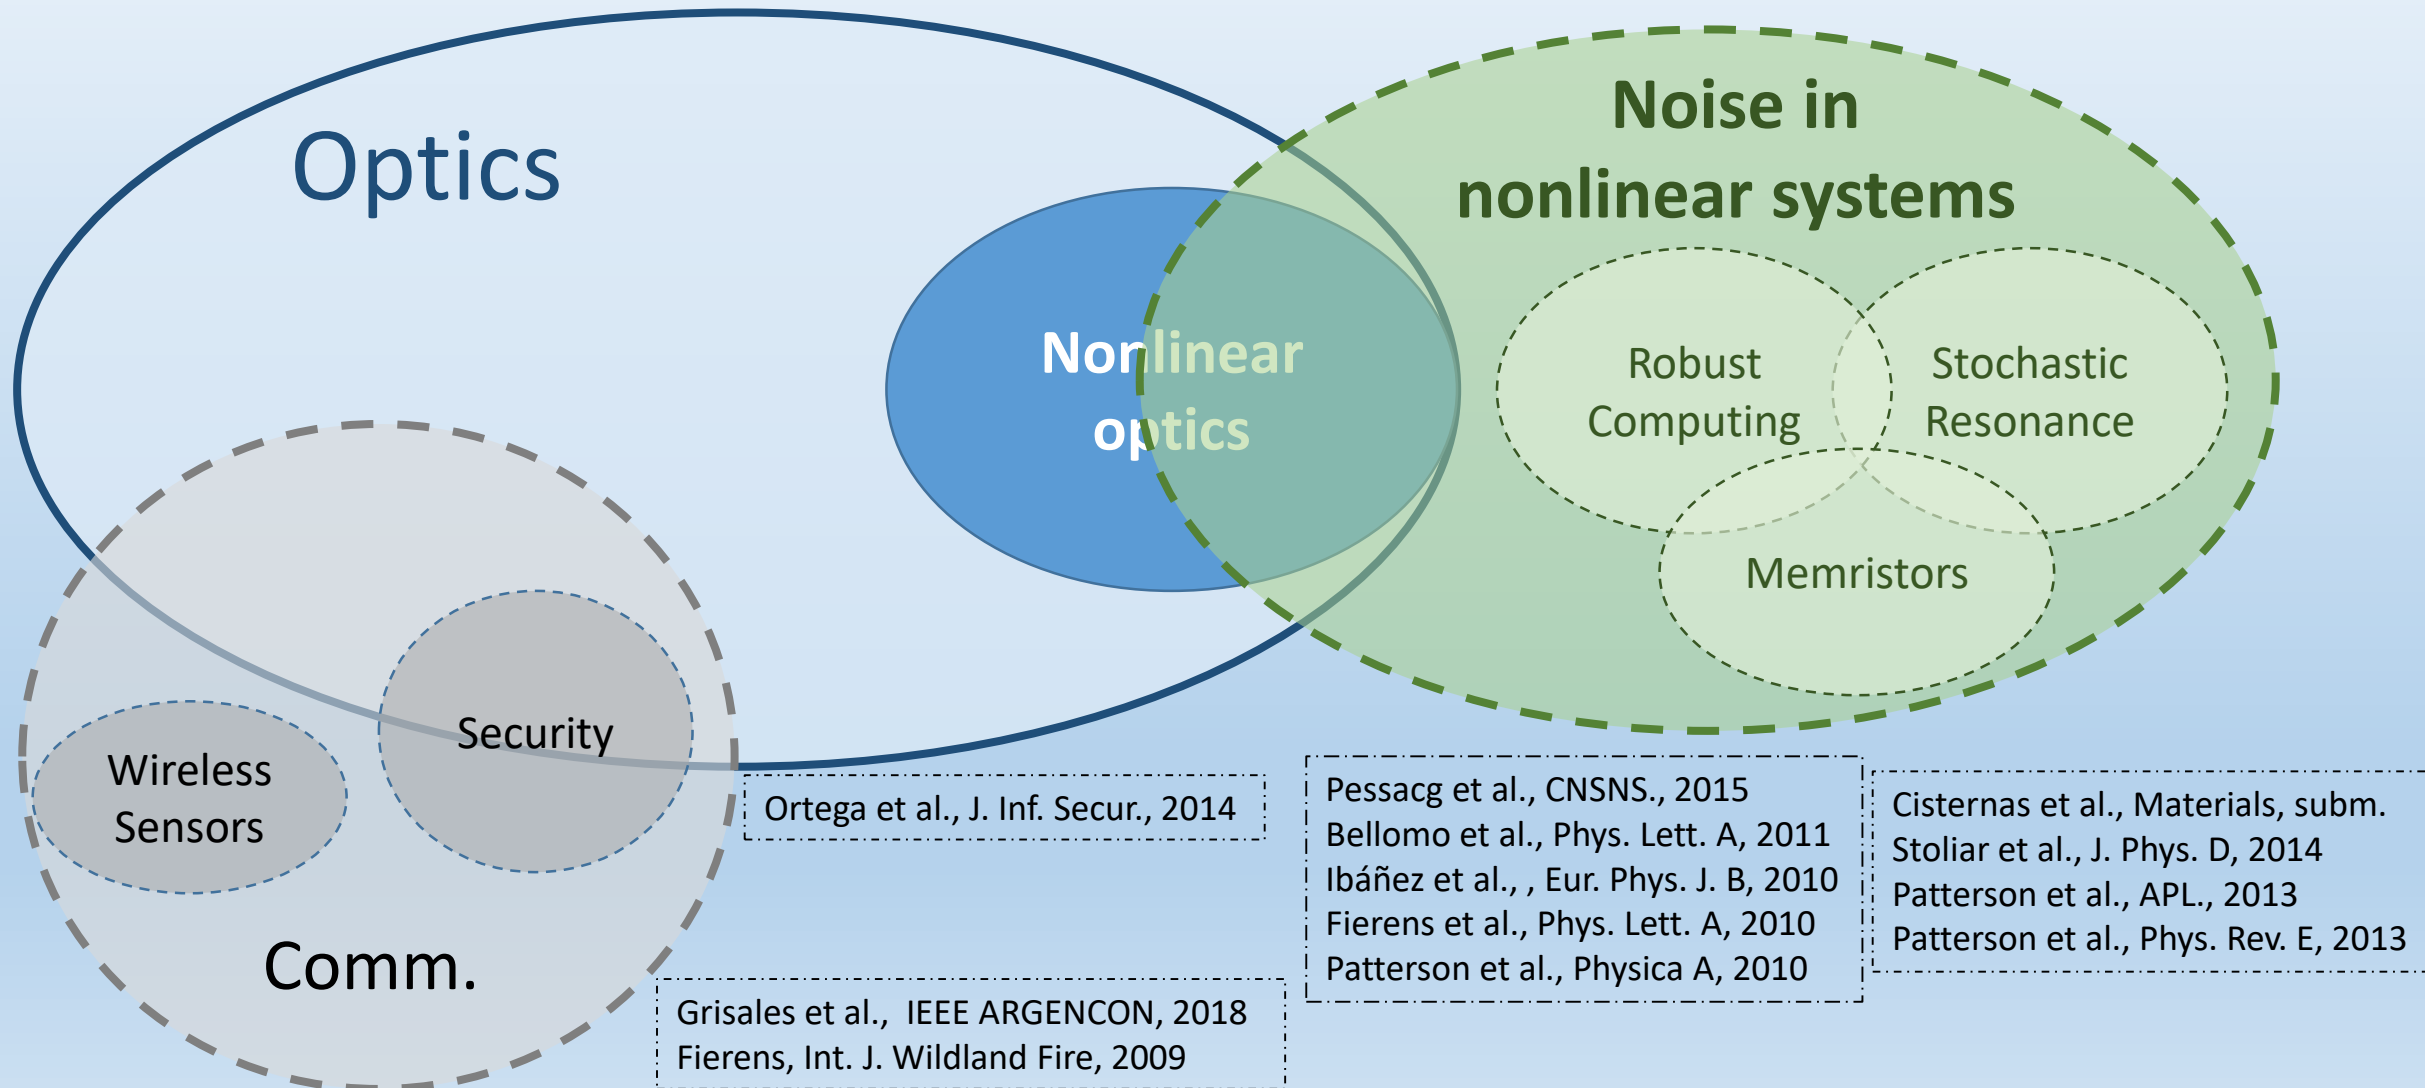 Optics
Noise in
nonlinear systems
Nonlinear
optics
Robust
Computing
Stochastic
Resonance
Memristors
Security
Wireless
Sensors
Comm.
Ortega et al., J. Inf. Secur., 2014
Grisales et al.,  IEEE ARGENCON, 2018
Fierens, Int. J. Wildland Fire, 2009
Pessacg et al., CNSNS., 2015
Bellomo et al., Phys. Lett. A, 2011
Ibáñez et al., , Eur. Phys. J. B, 2010
Fierens et al., Phys. Lett. A, 2010
Patterson et al., Physica A, 2010
Cisternas et al., Materials, subm.
Stoliar et al., J. Phys. D, 2014
Patterson et al., APL., 2013
Patterson et al., Phys. Rev. E, 2013